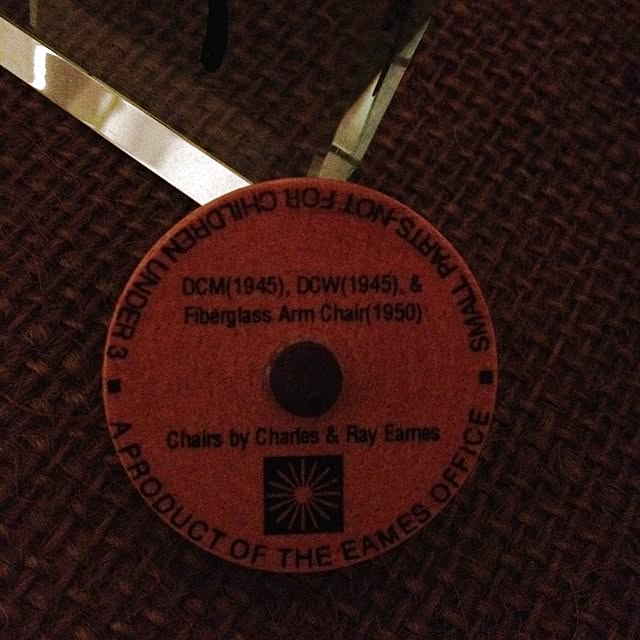 SMALL PARTS-NOT FOR CHILDREN UNDER 3
DCM(1945), DCW(1945), &
Fiberglass Arm Chair(1950)
Chairs by Charles & Ray Eames
A PRODUCT OF THE EAMES OFFICE